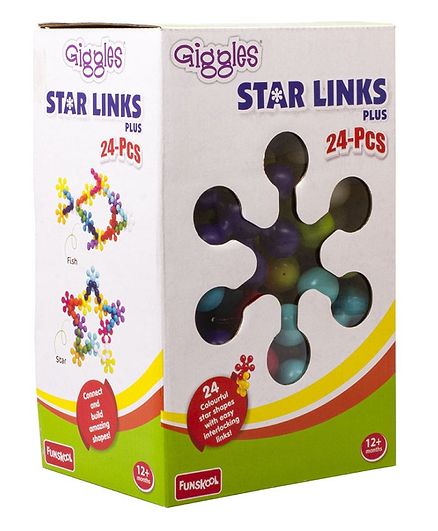 Giggles
STAR LINKS
PLUS
24-PCS
Fish
Star
Connect
and
build
amazing
shapes!
FUNSKOOL
12+
months
Giggles
STAR LINKS
PLUS
24-PCS
24
Colourful
star shapes
with easy
interlocking
links!
FUNSKOOL
12+
months